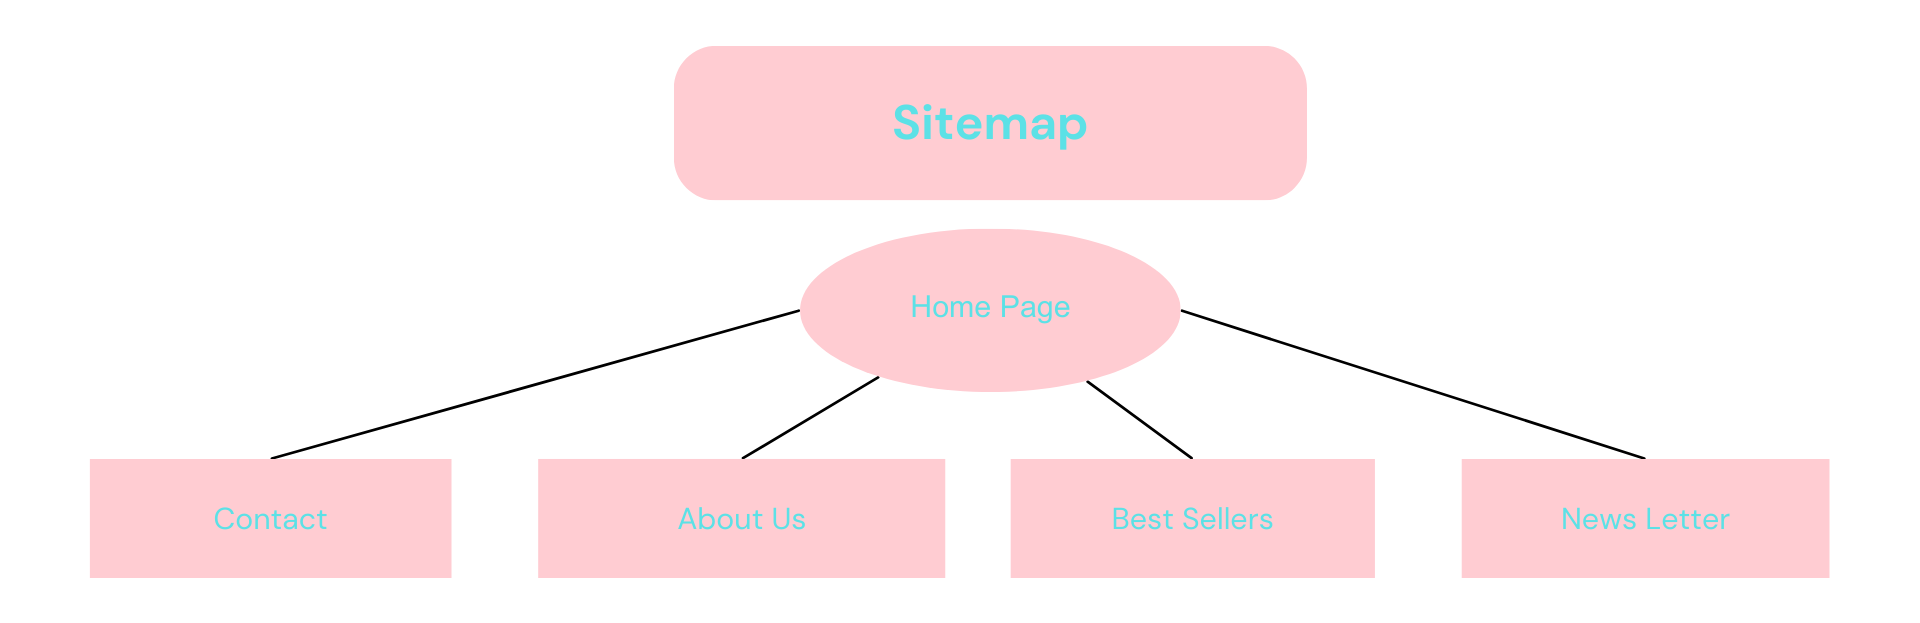 Sitemap
Home Page
Contact
About Us
Best Sellers
News Letter